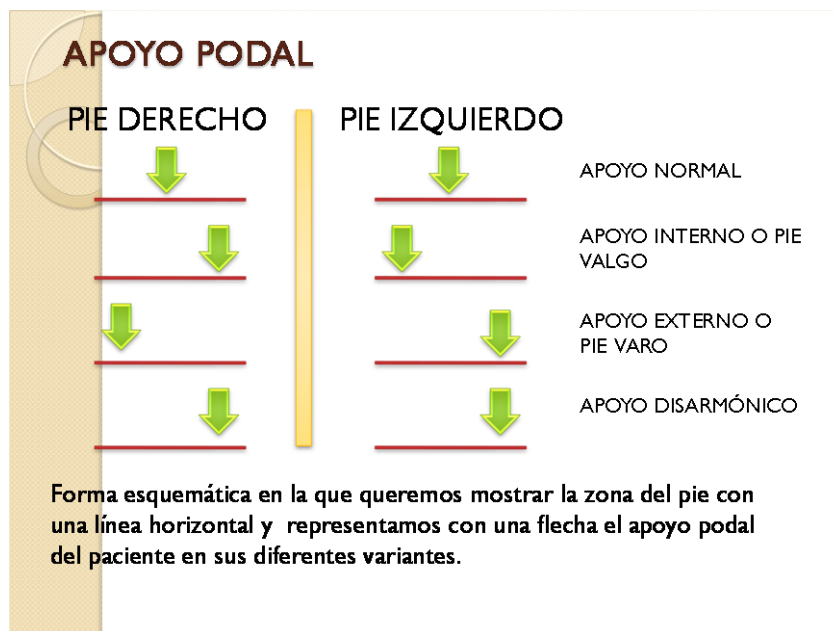 APOYO PODAL
PIE DERECHO
PIE IZQUIERDO
APOYO NORMAL
APOYO INTERNO O PIE
VALGO
APOYO EXTERNO O
PIE VARO
APOYO DISARMÓNICO
Forma esquemática en la que queremos mostrar la zona del pie con
una línea horizontal y representamos con una flecha el apoyo podal
del paciente en sus diferentes variantes.